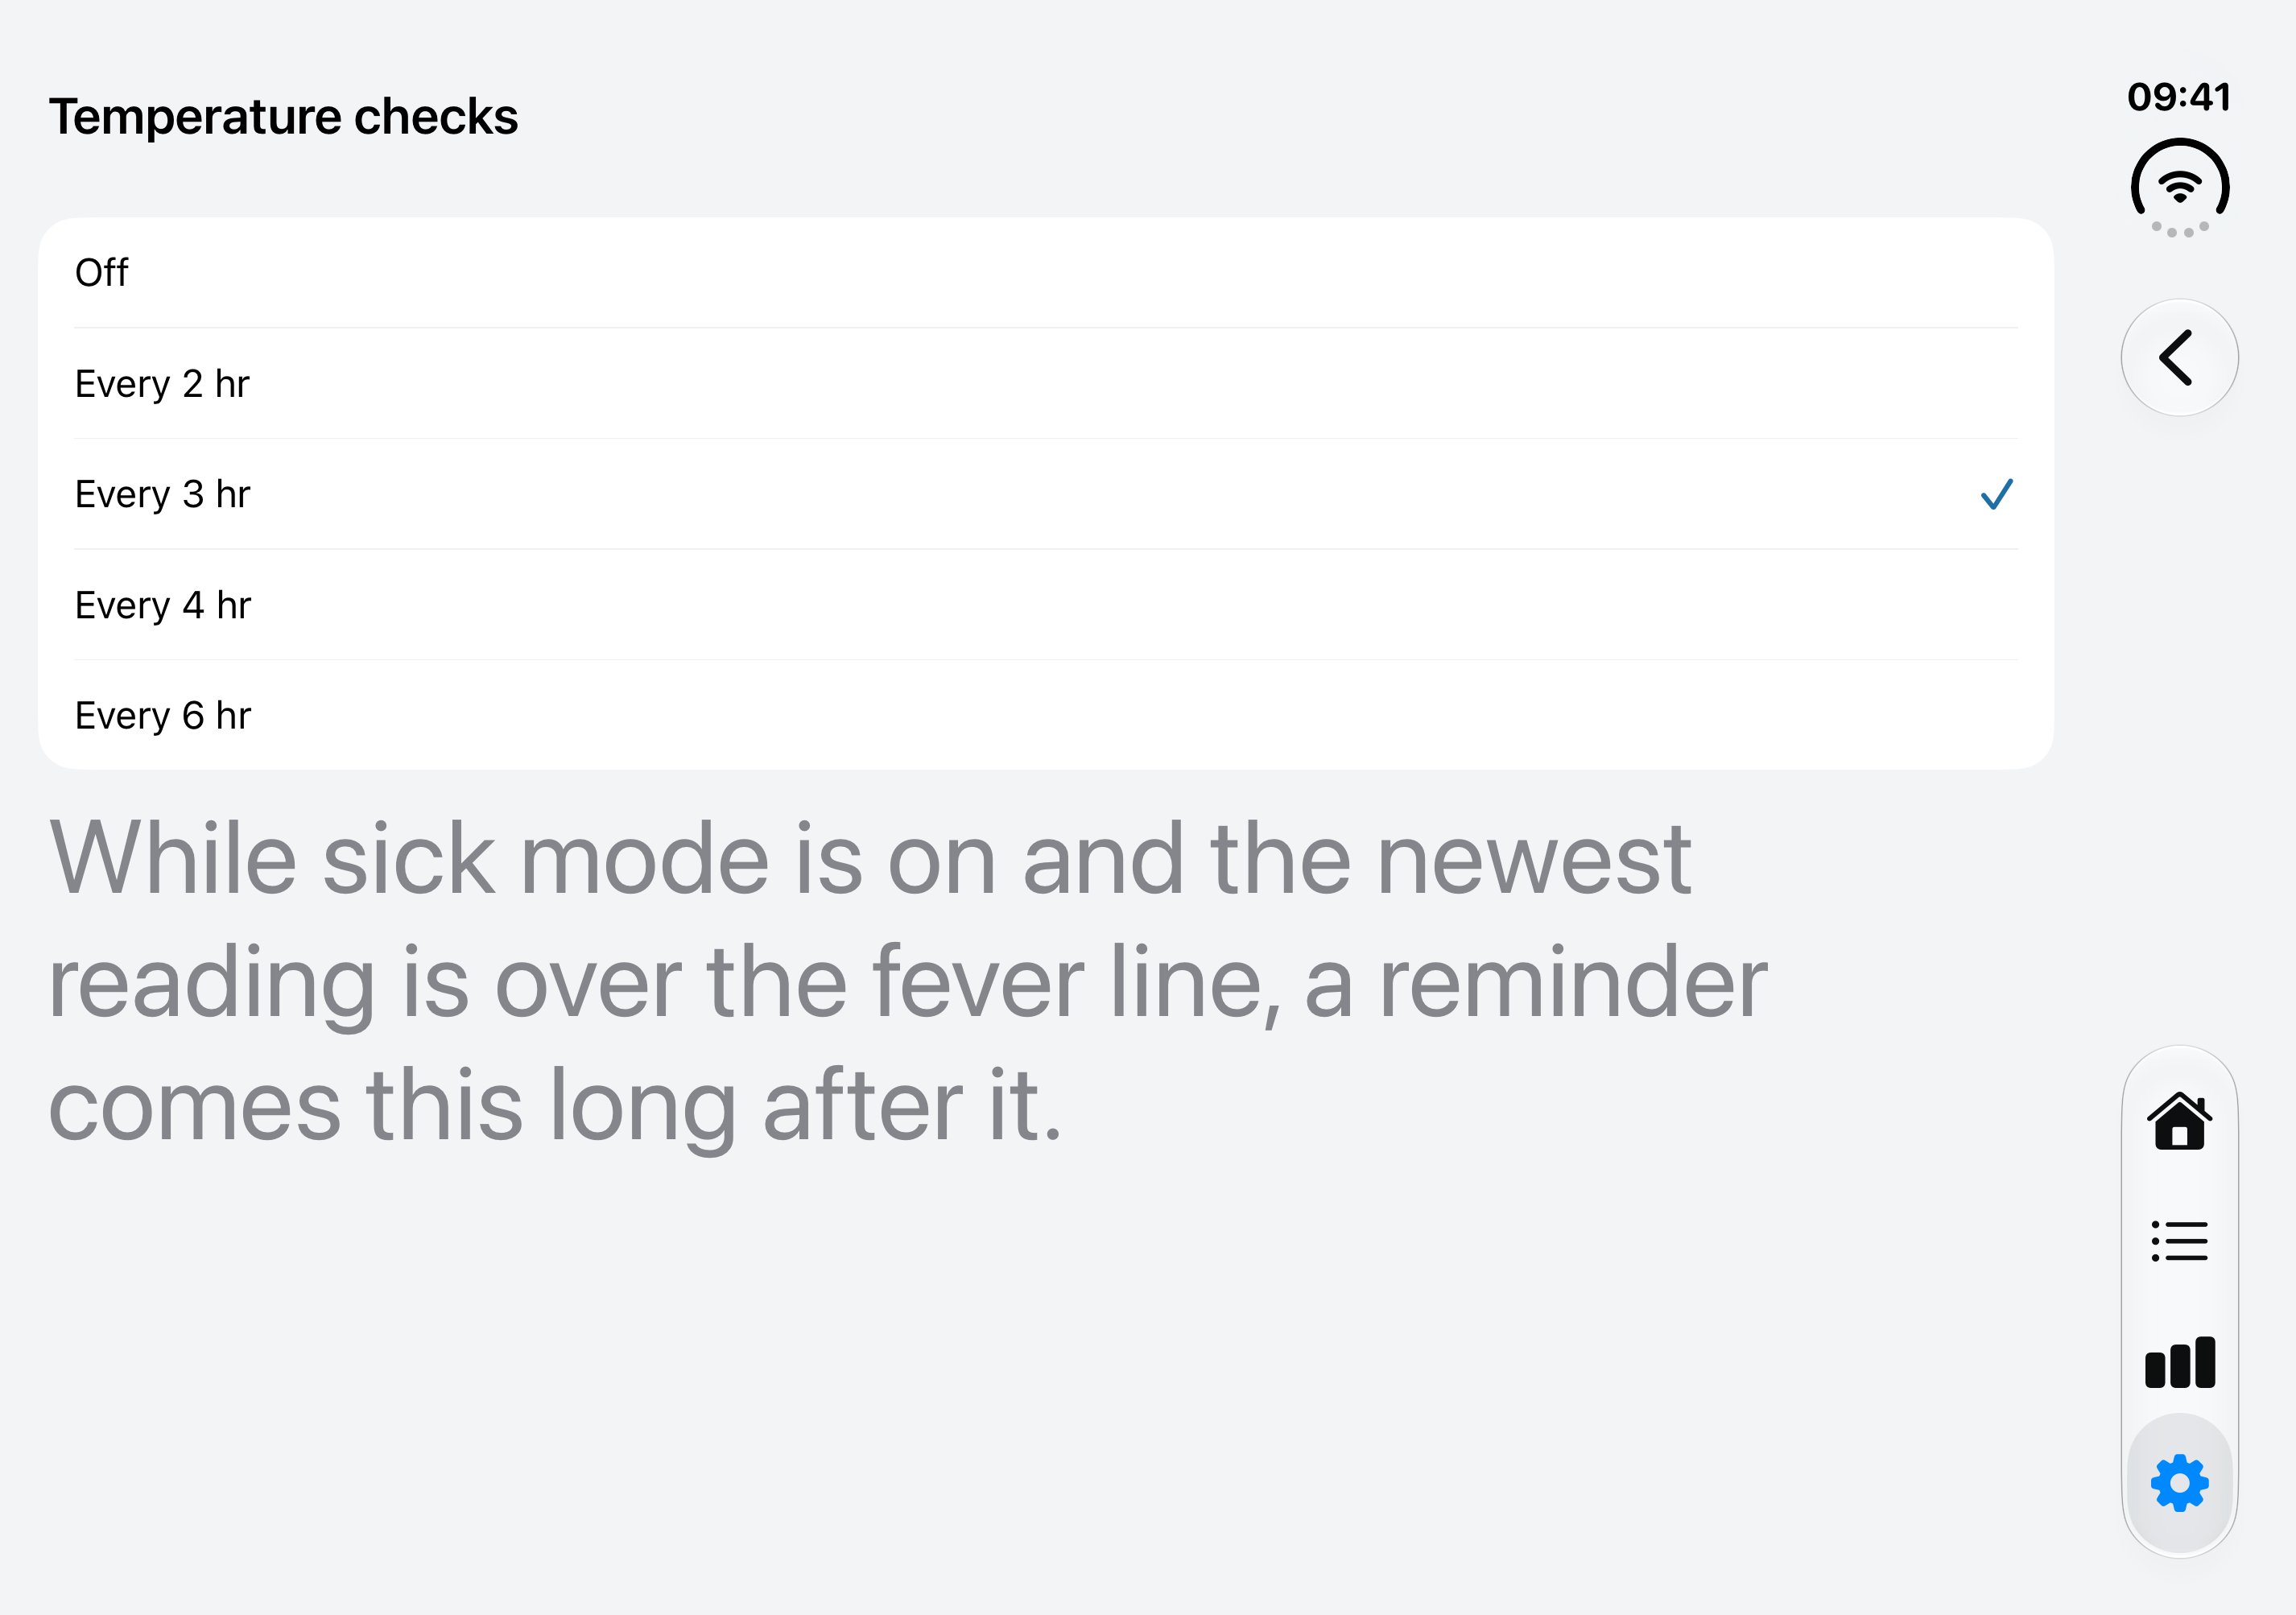 Temperature checks
09:41
Off
Every 2 hr
Every 3 hr
Every 4 hr
Every 6 hr
While sick mode is on and the newest
reading is over the fever line, a reminder
comes this long after it.